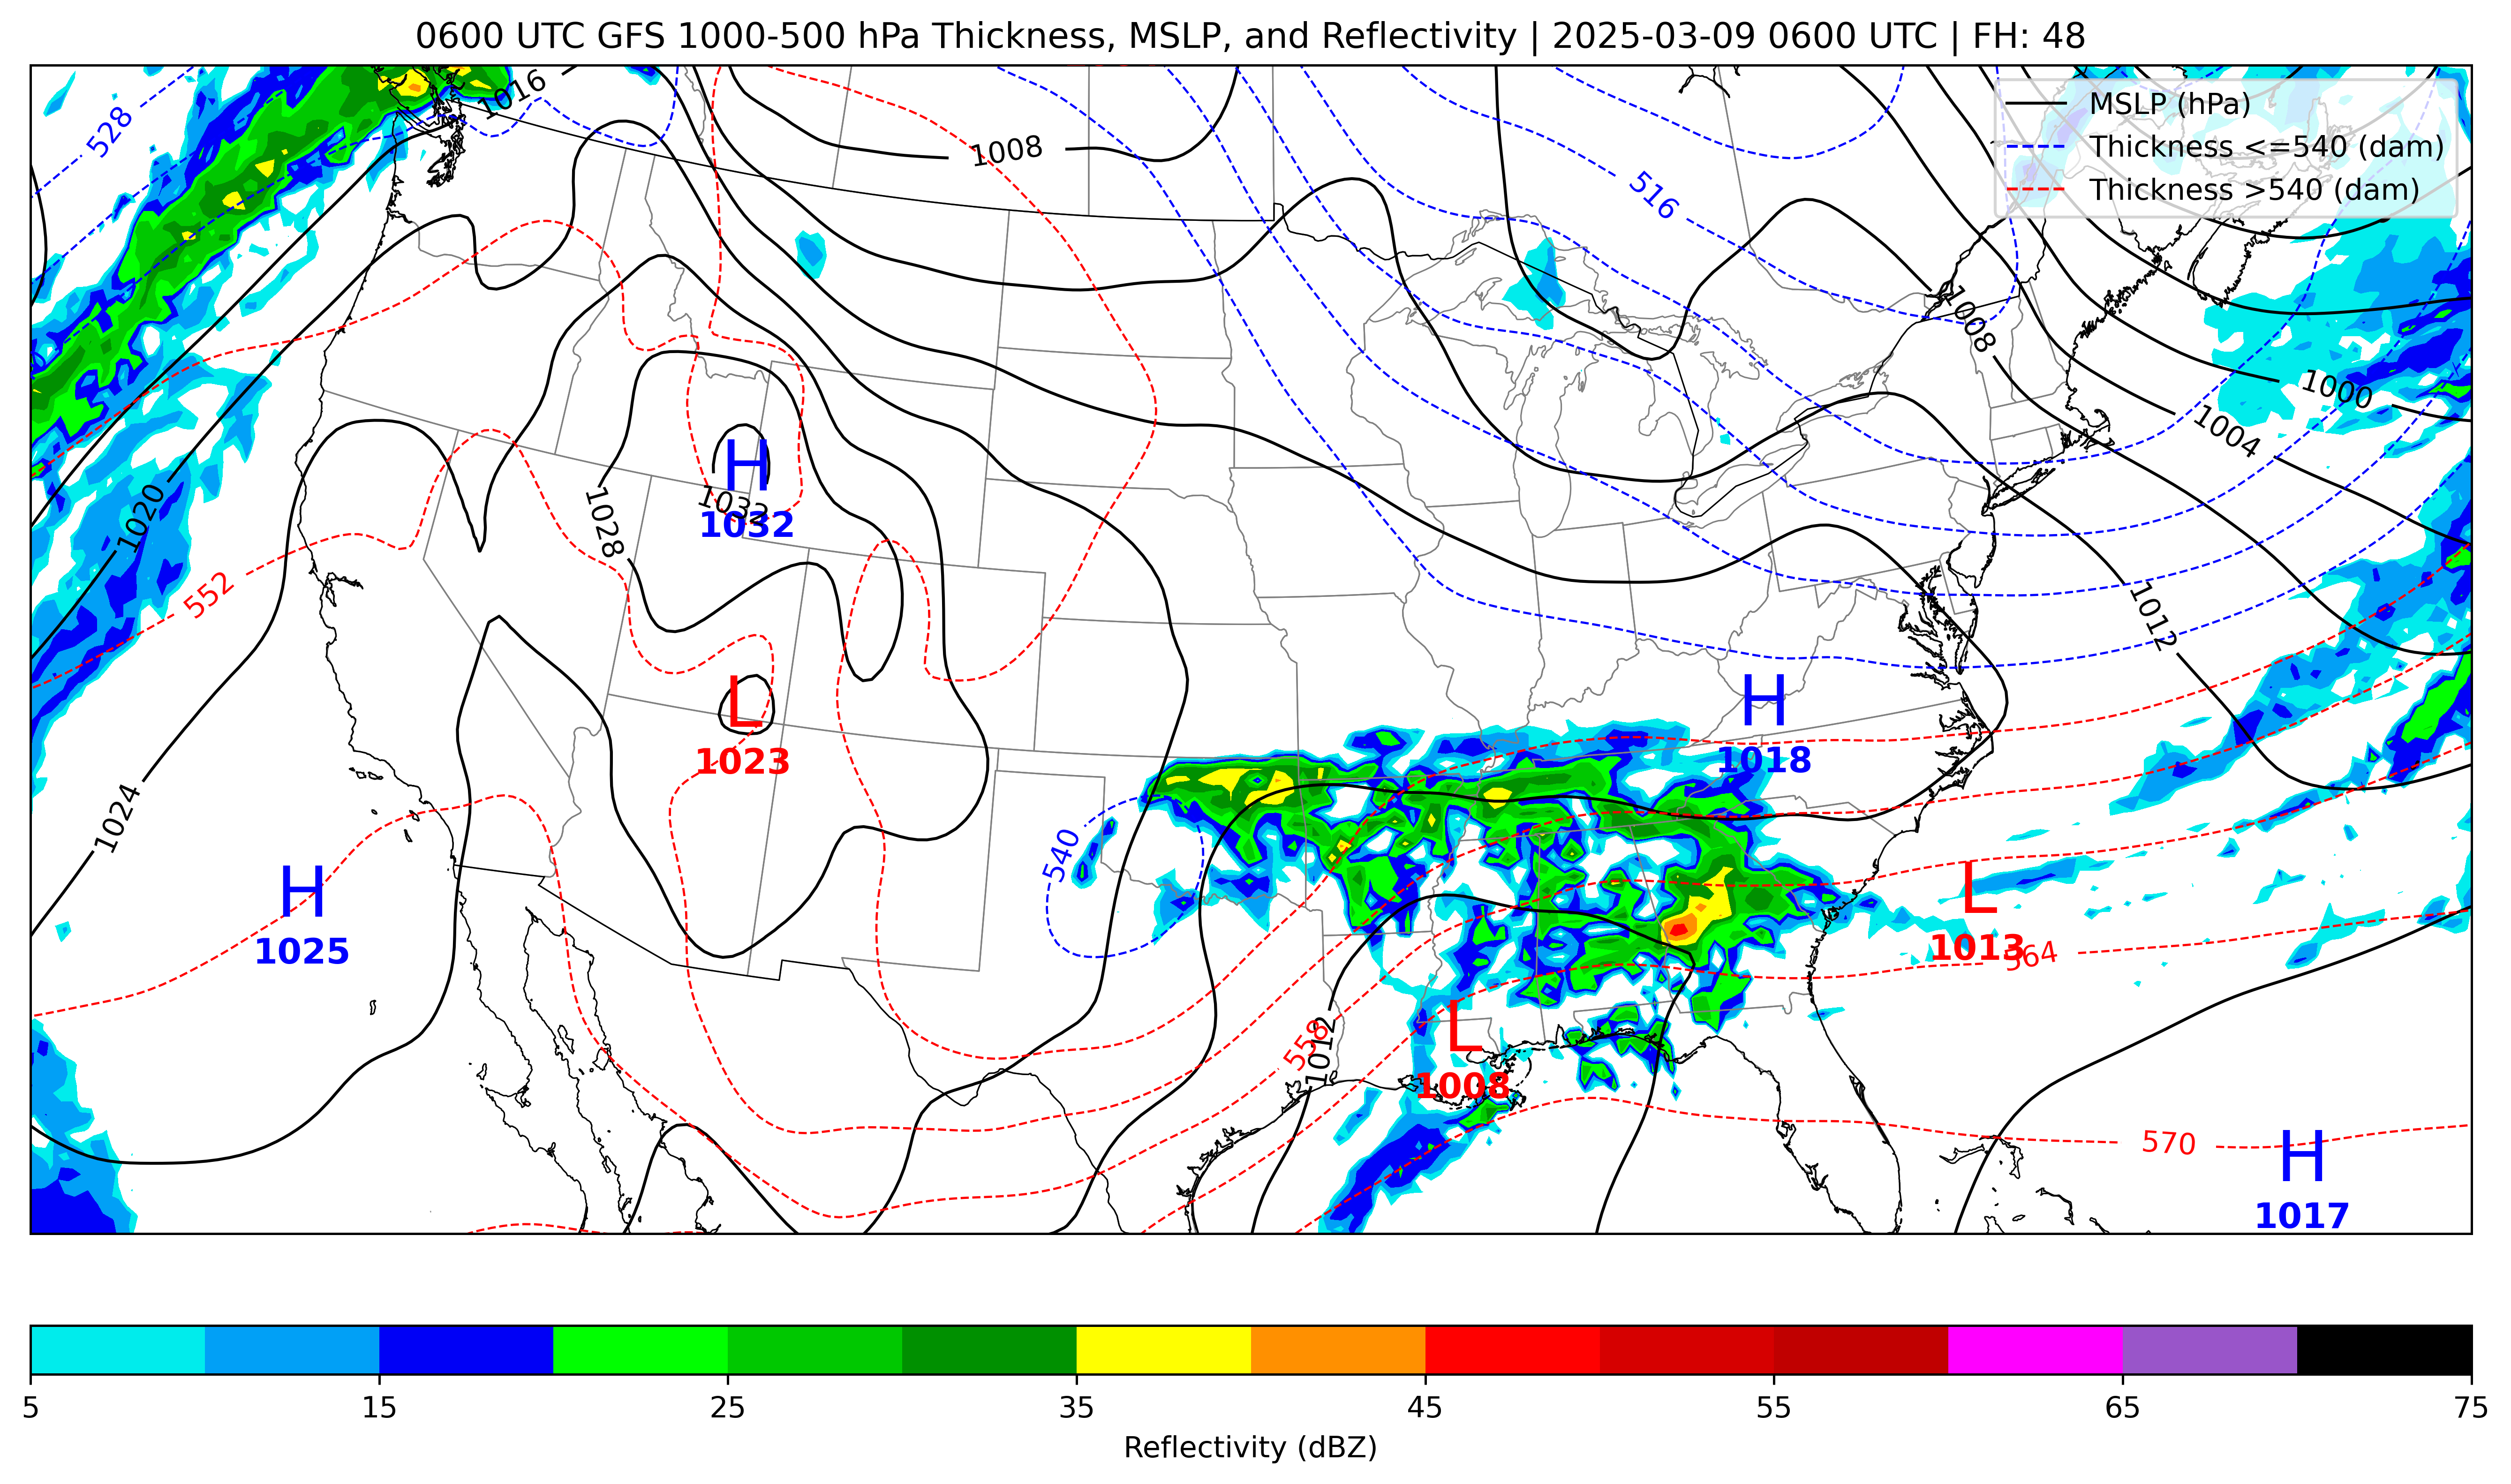 0600 UTC GFS 1000-500 hPa Thickness, MSLP, and Reflectivity | 2025-03-09 0600 UTC | FH: 48
MSLP (hPa)
Thickness <=540 (dam)
Thickness >540 (dam)
528
1016
1008
516
1008
1000
1004
H
1032
1032
1020
1028
552
1012
L
1023
H
1018
1024
540
H
1025
L
1013
564
558
1012
L
1008
570
H
1017
5
15
25
35
45
55
65
75
Reflectivity (dBZ)